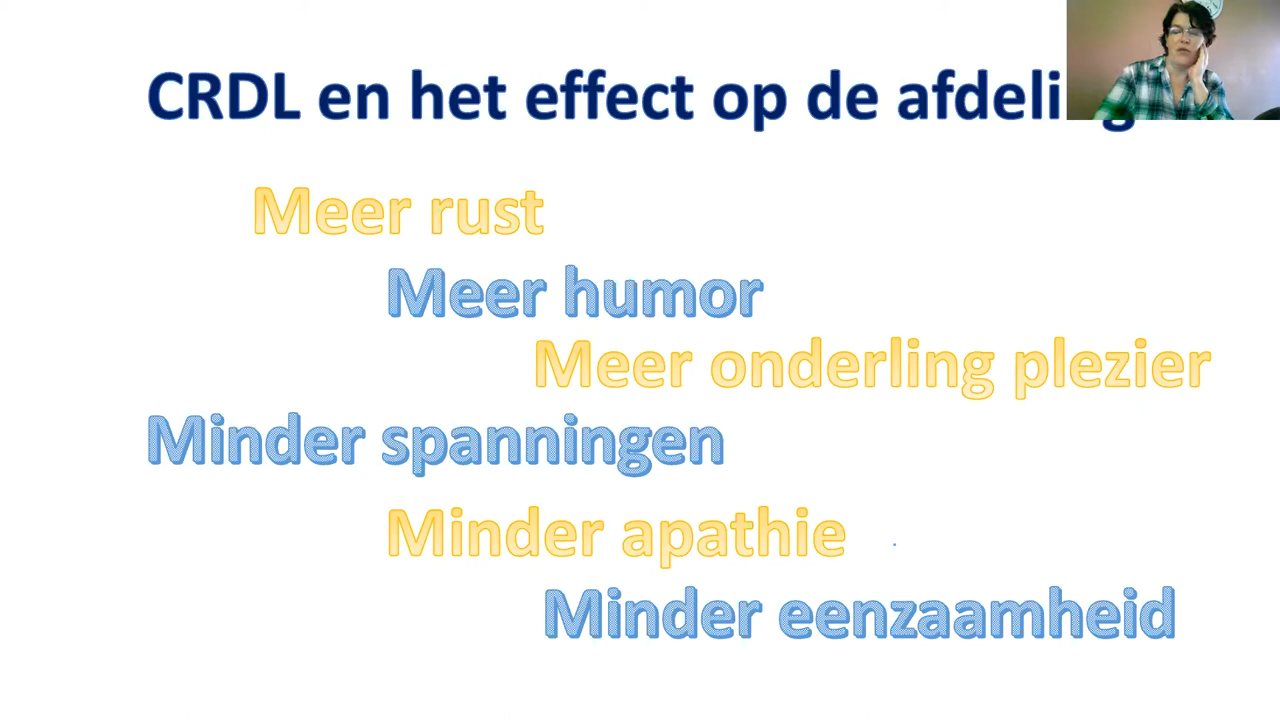 CRDL en het effect op de
Meer rust
Meer humor
Meer onderling plezier
Minder spanningen
Minder apathie
Minder eenzaamheid